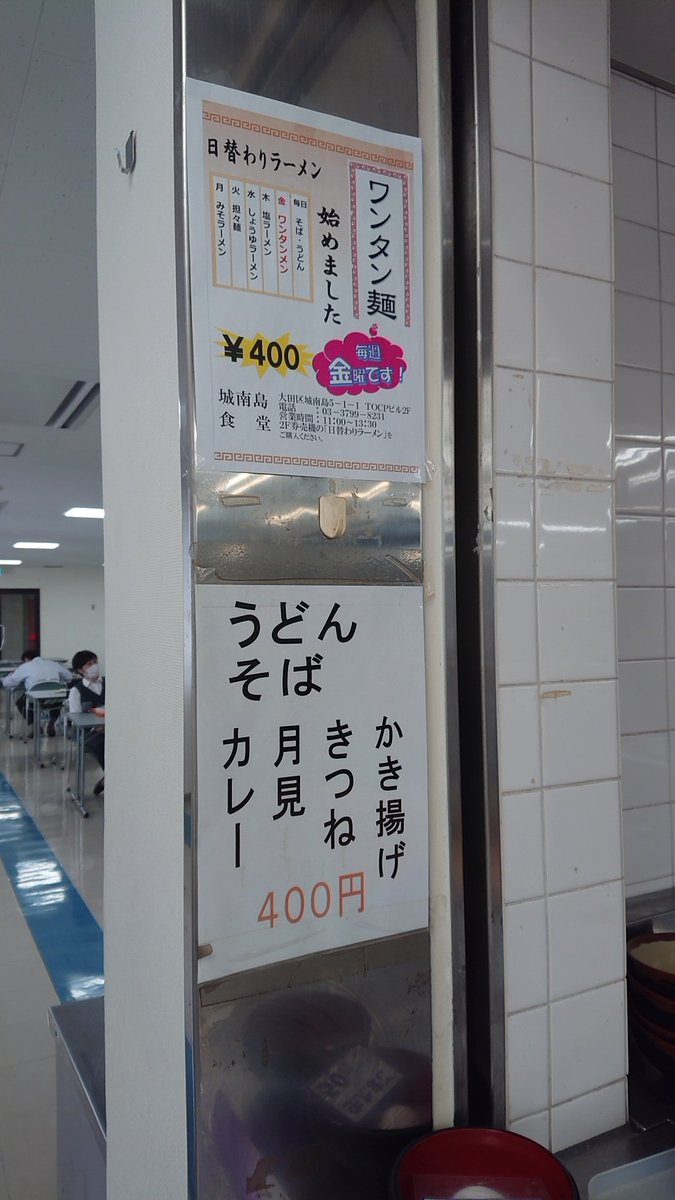 日替わりラーメン
ワンタン麺
始めました
毎日 そば・うどん
金 ワンタンメン
木 塩ラーメン
水 しょうゆラーメン
火 担々麺
月 みそラーメン
￥400
毎週
金曜です！
城南島
食堂
大田区城南島5－1－1 TOCPビル2F
電話 ：03－3799－8231
営業時間：11:00～13:30
2F券売機の「日替わりラーメン」を
ご購入ください。
うどん
そば
かき揚げ
きつね
月見
カレー
400円